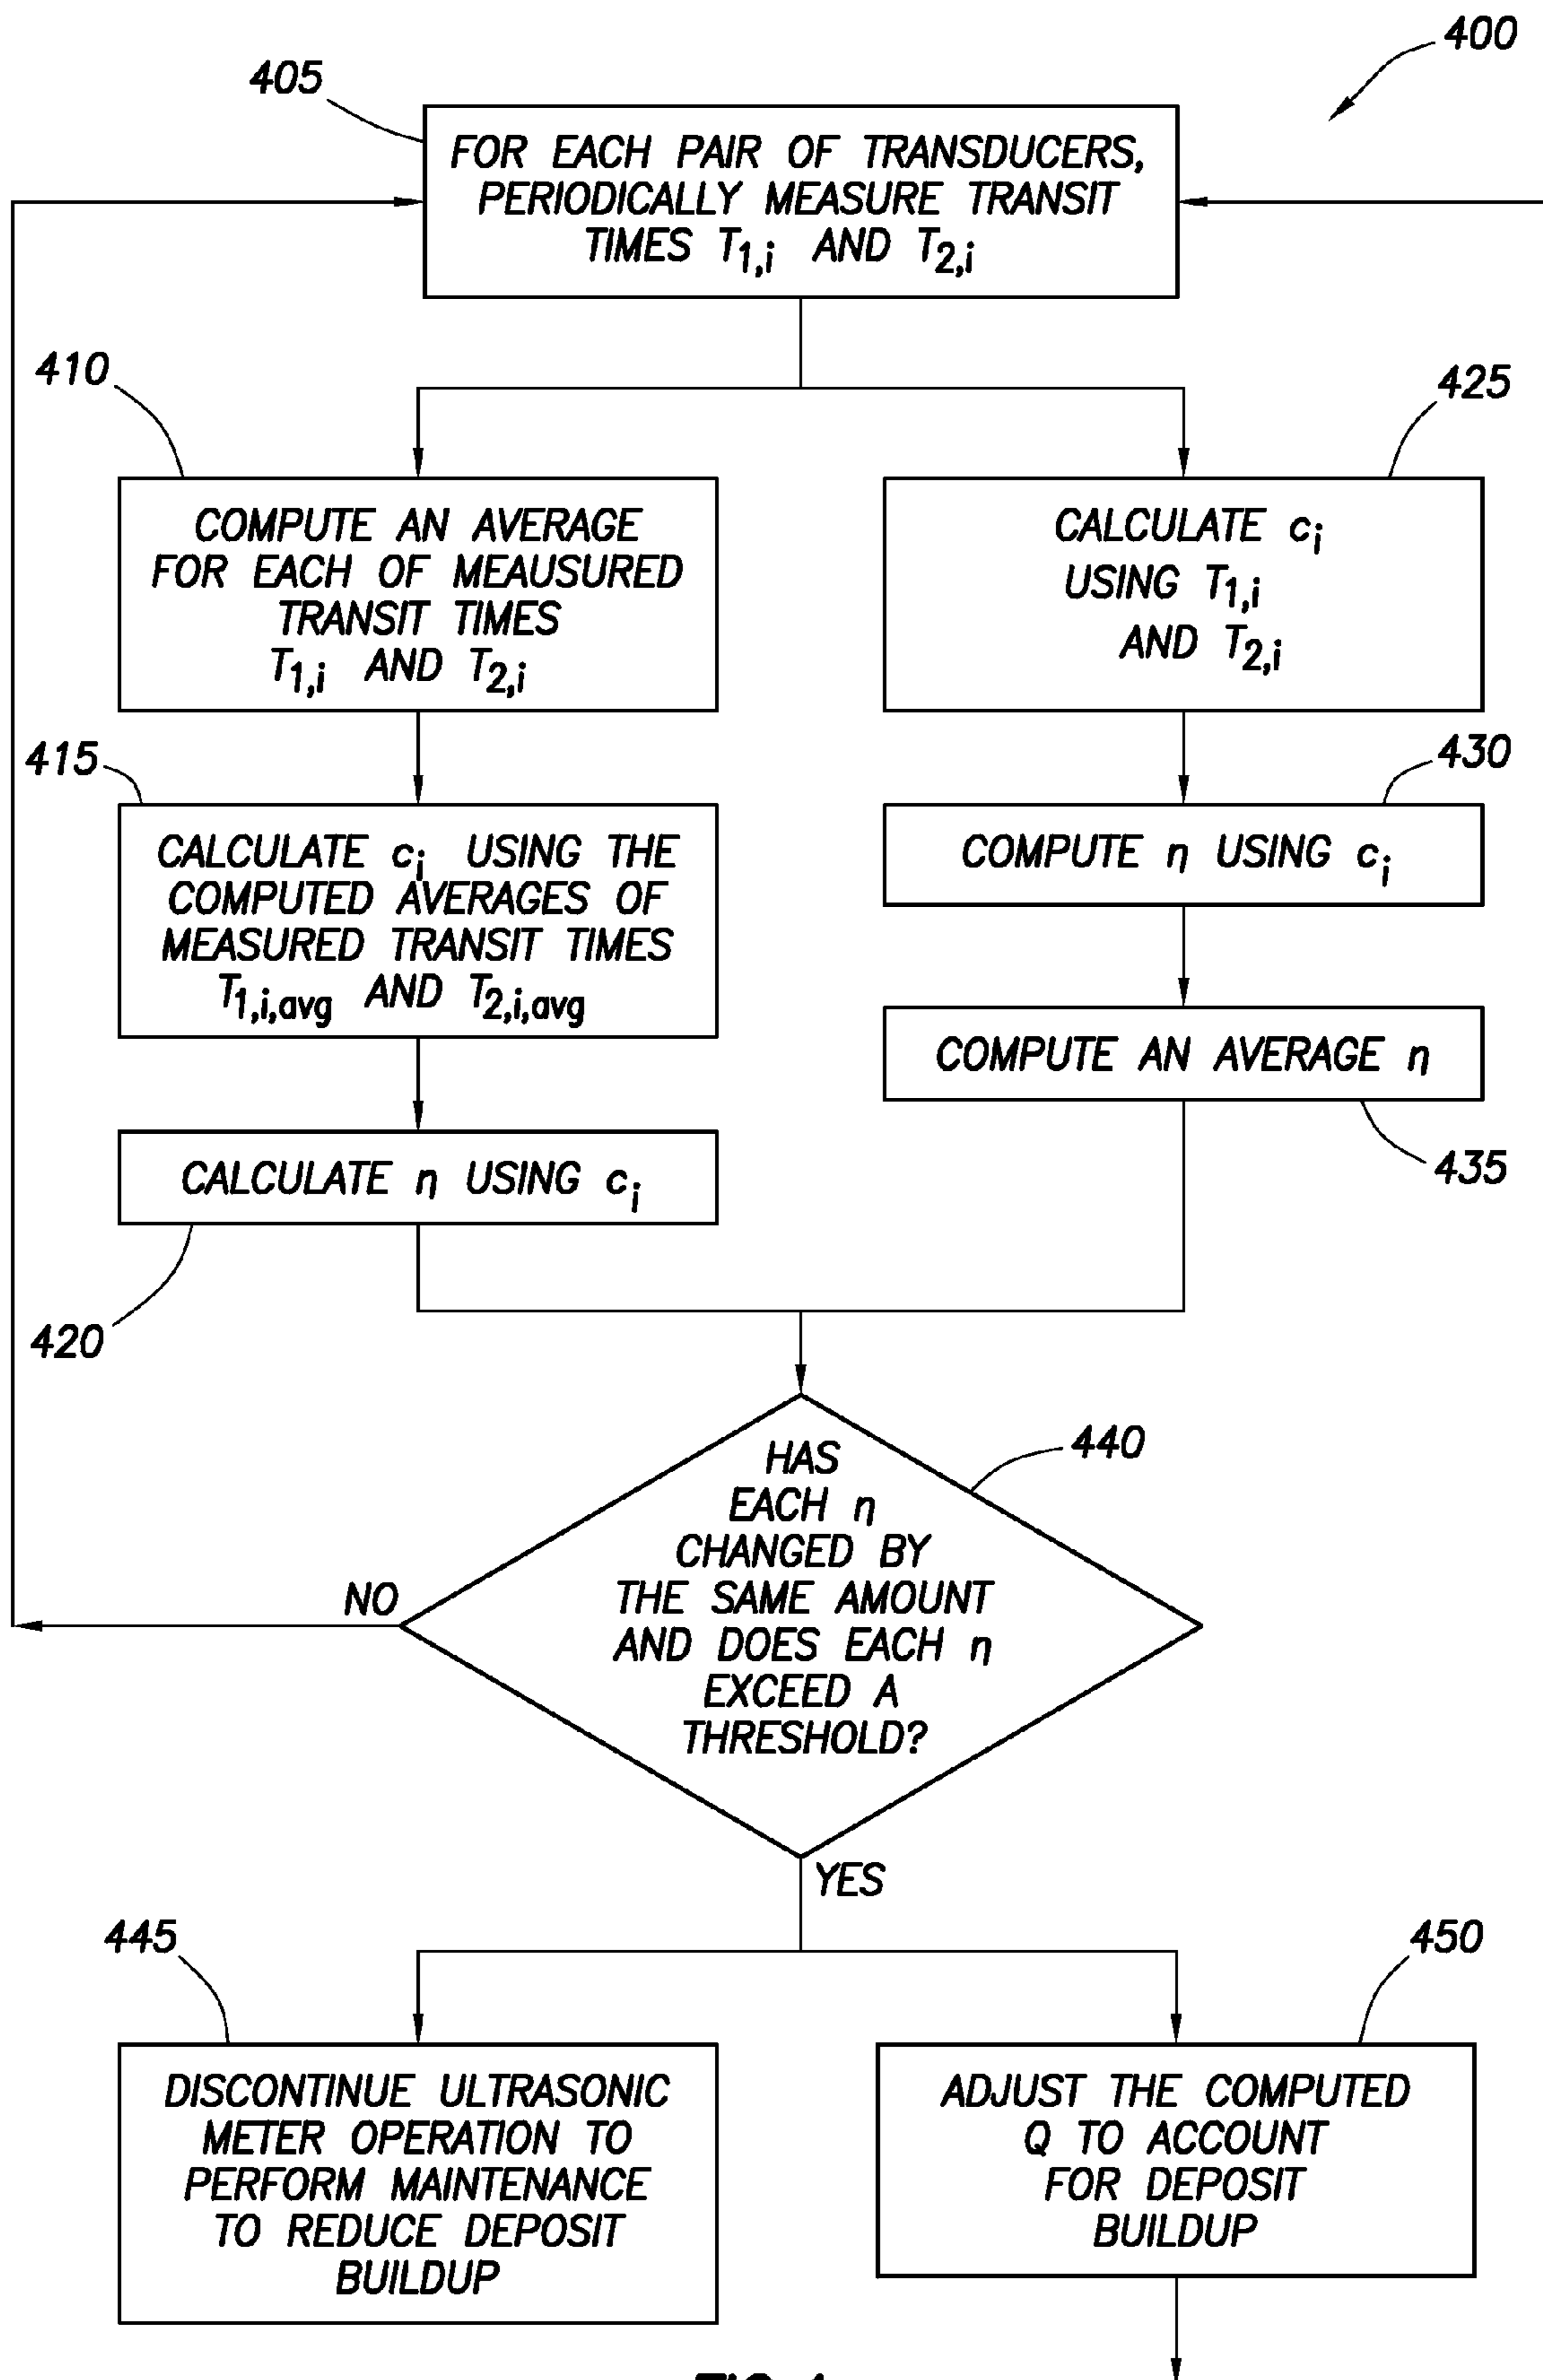 400
405
FOR EACH PAIR OF TRANSDUCERS,
PERIODICALLY MEASURE TRANSIT
TIMES T1,i AND T2,i
410
COMPUTE AN AVERAGE
FOR EACH OF MEAUSURED
TRANSIT TIMES
T1,i AND T2,i
425
CALCULATE ci
USING T1,i
AND T2,i
415
CALCULATE ci USING THE
COMPUTED AVERAGES OF
MEASURED TRANSIT TIMES
T1,i,avg AND T2,i,avg
430
COMPUTE η USING ci
COMPUTE AN AVERAGE η
435
CALCULATE η USING ci
420
440
HAS
EACH η
CHANGED BY
THE SAME AMOUNT
AND DOES EACH η
EXCEED A
THRESHOLD?
NO
YES
445
DISCONTINUE ULTRASONIC
METER OPERATION TO
PERFORM MAINTENANCE
TO REDUCE DEPOSIT
BUILDUP
450
ADJUST THE COMPUTED
Q TO ACCOUNT
FOR DEPOSIT
BUILDUP